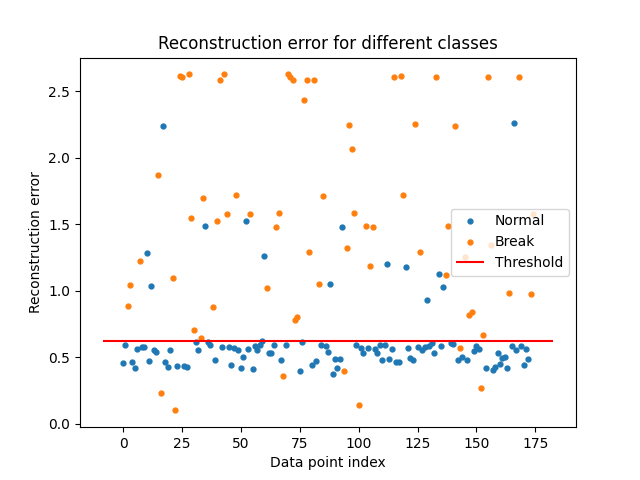 Reconstruction error for different classes
Reconstruction error
2.5
2.0
1.5
1.0
0.5
0.0
Normal
Break
Threshold
0 25 50 75 100 125 150 175
Data point index